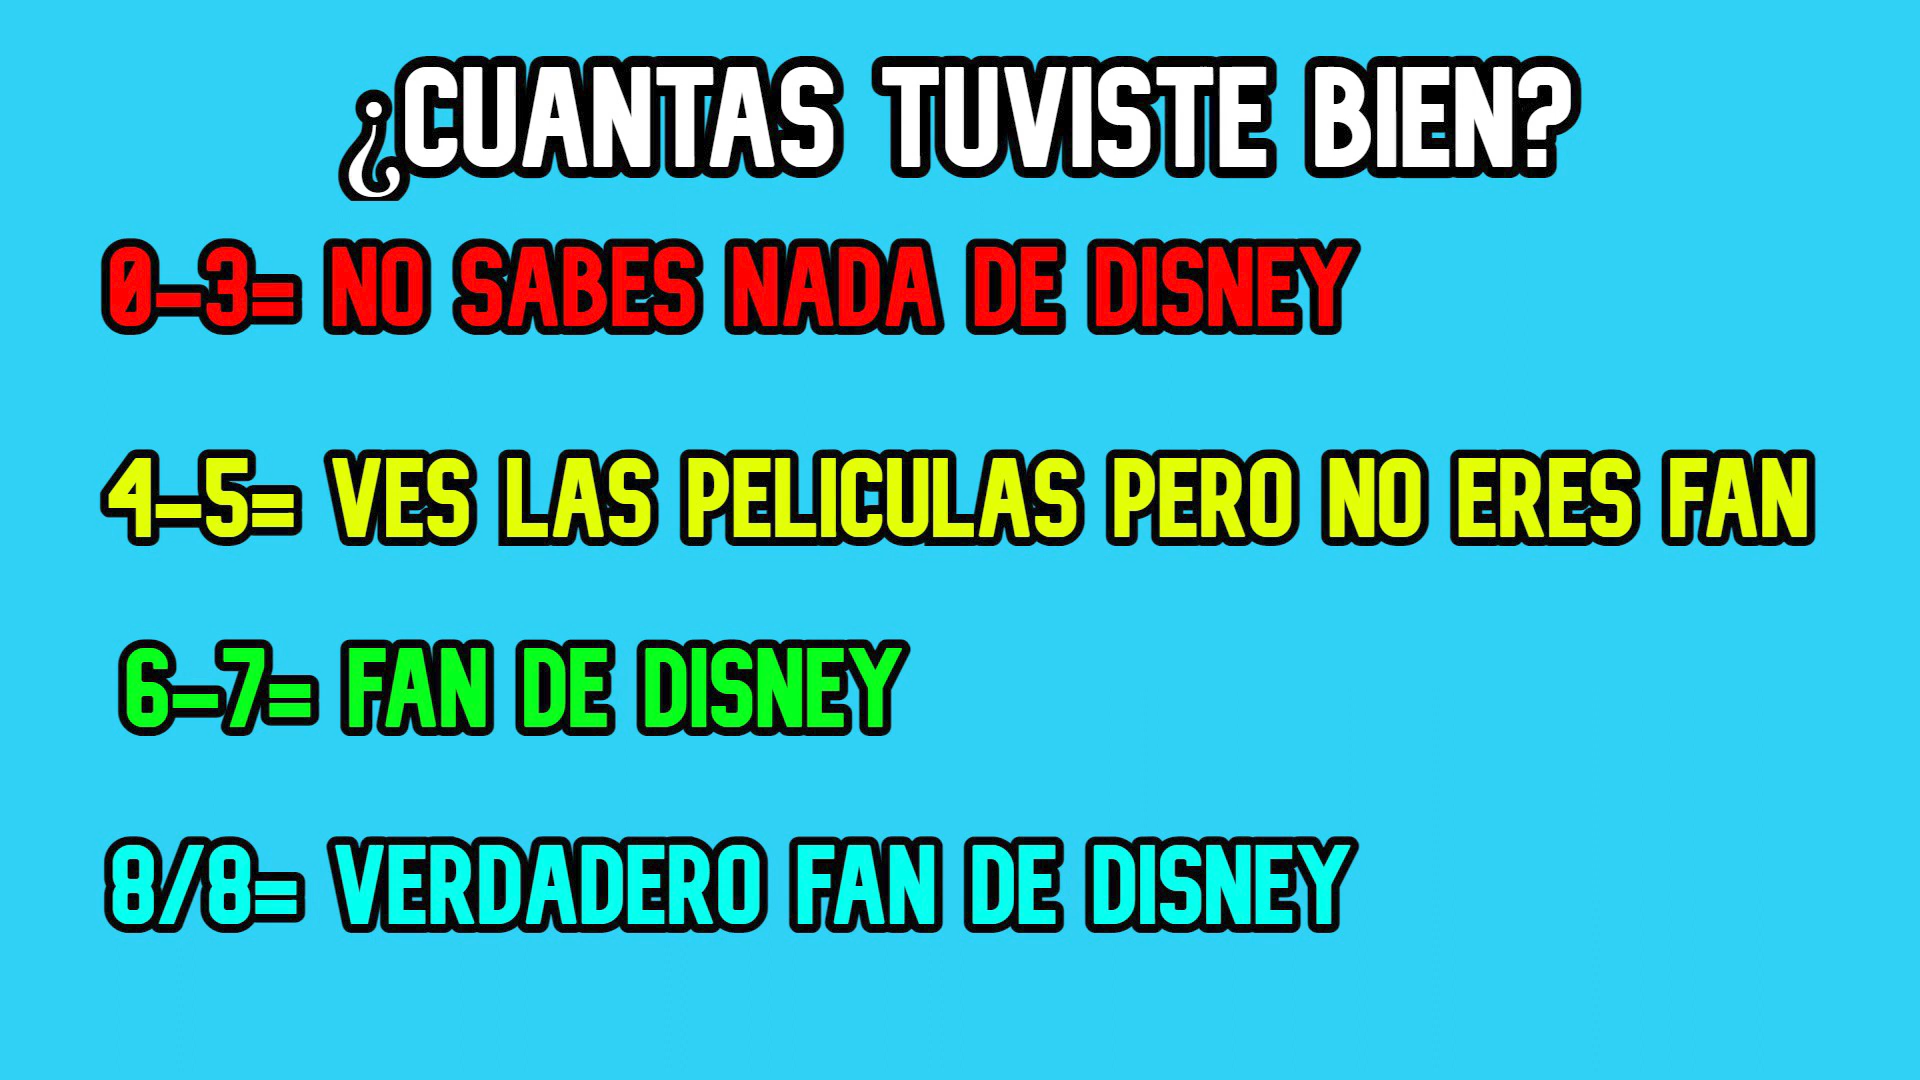 ¿CUANTAS TUVISTE BIEN?
0-3= NO SABES NADA DE DISNEY
4-5= VES LAS PELICULAS PERO NO ERES FAN
6-7= FAN DE DISNEY
8/8= VERDADERO FAN DE DISNEY